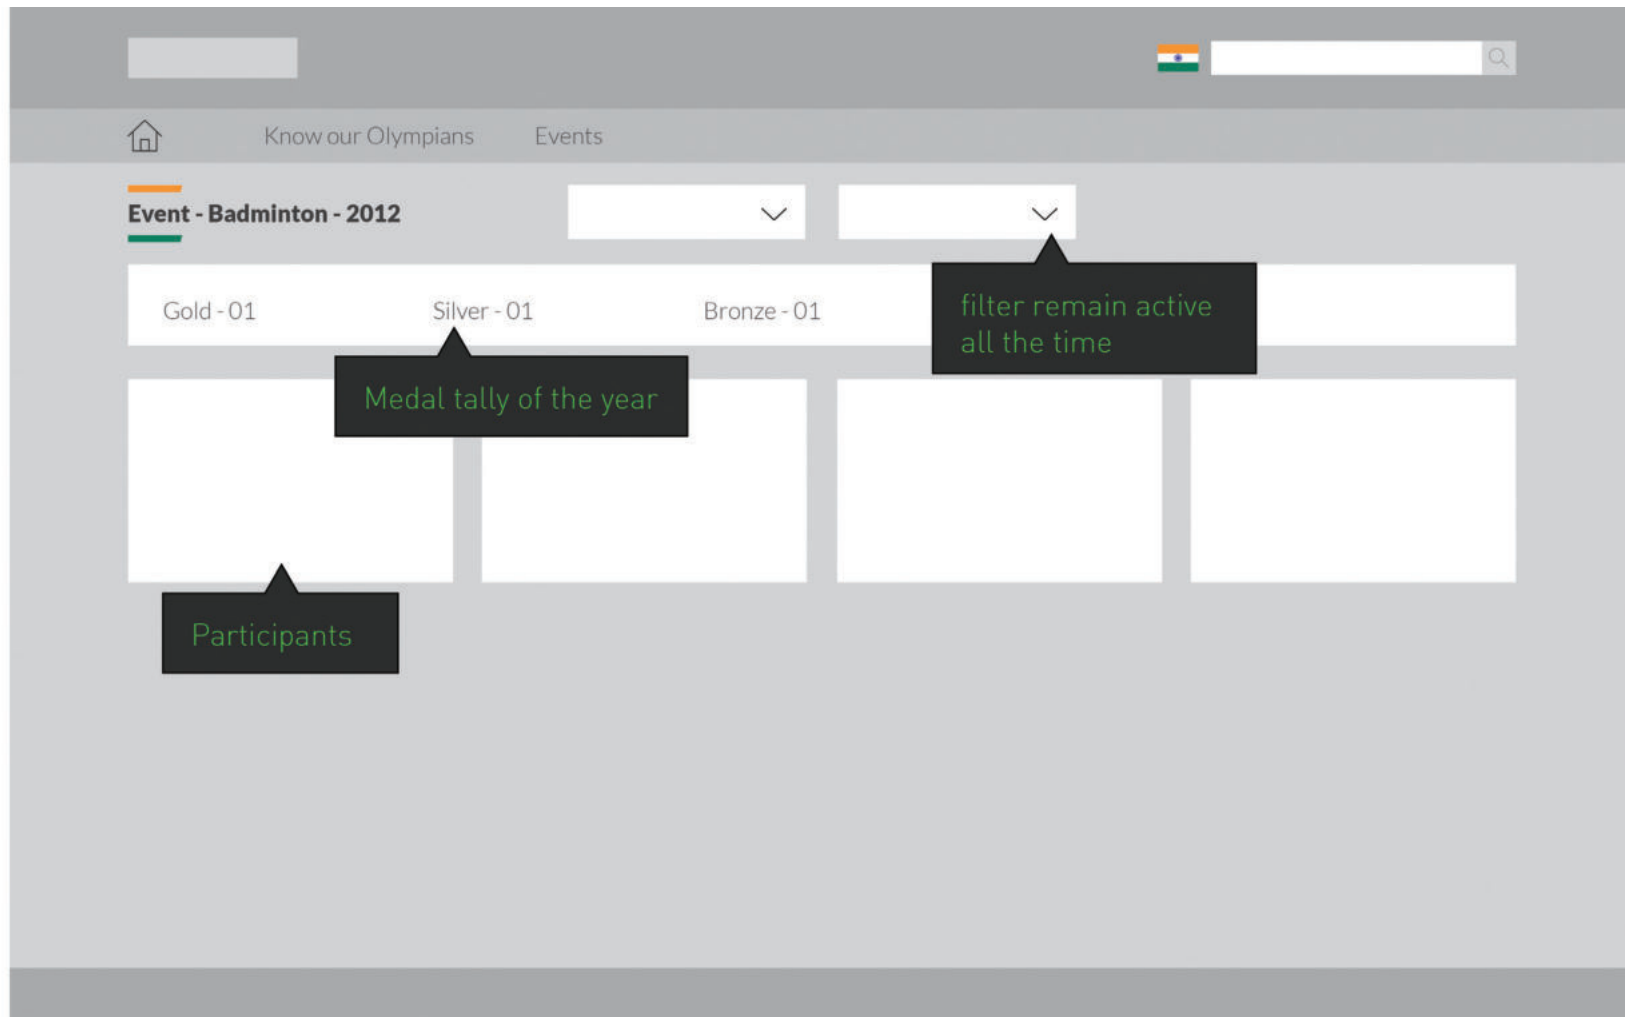 Know our Olympians
Events
Event - Badminton - 2012
Gold - 01
Silver - 01
Bronze - 01
filter remain active
all the time
Medal tally of the year
Participants